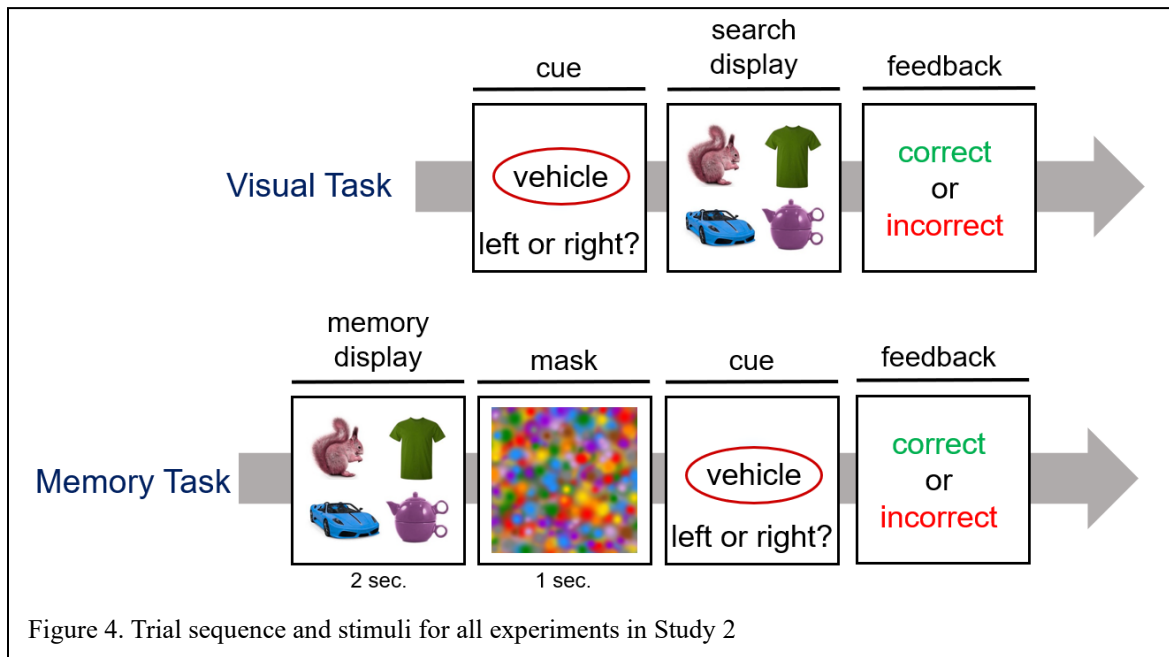 cue
search
display
feedback
Visual Task
vehicle
left or right?
correct
or
incorrect
memory
display
mask
cue
feedback
Memory Task
vehicle
left or right?
correct
or
incorrect
2 sec.
1 sec.
Figure 4. Trial sequence and stimuli for all experiments in Study 2